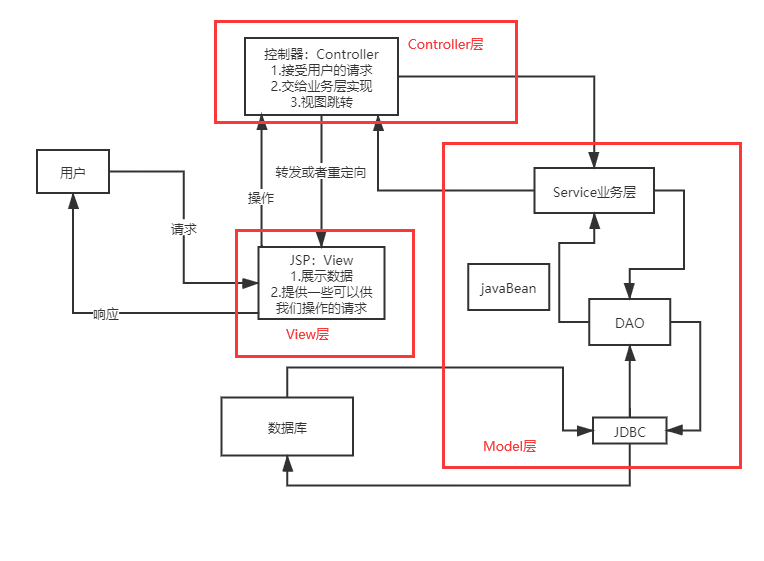 Controller层
控制器：Controller
1.接受用户的请求
2.交给业务层实现
3.视图跳转
用户
转发或者重定向
操作
Service业务层
请求
JSP：View
1.展示数据
2.提供一些可以供
我们操作的请求
javaBean
响应
DAO
View层
数据库
JDBC
Model层